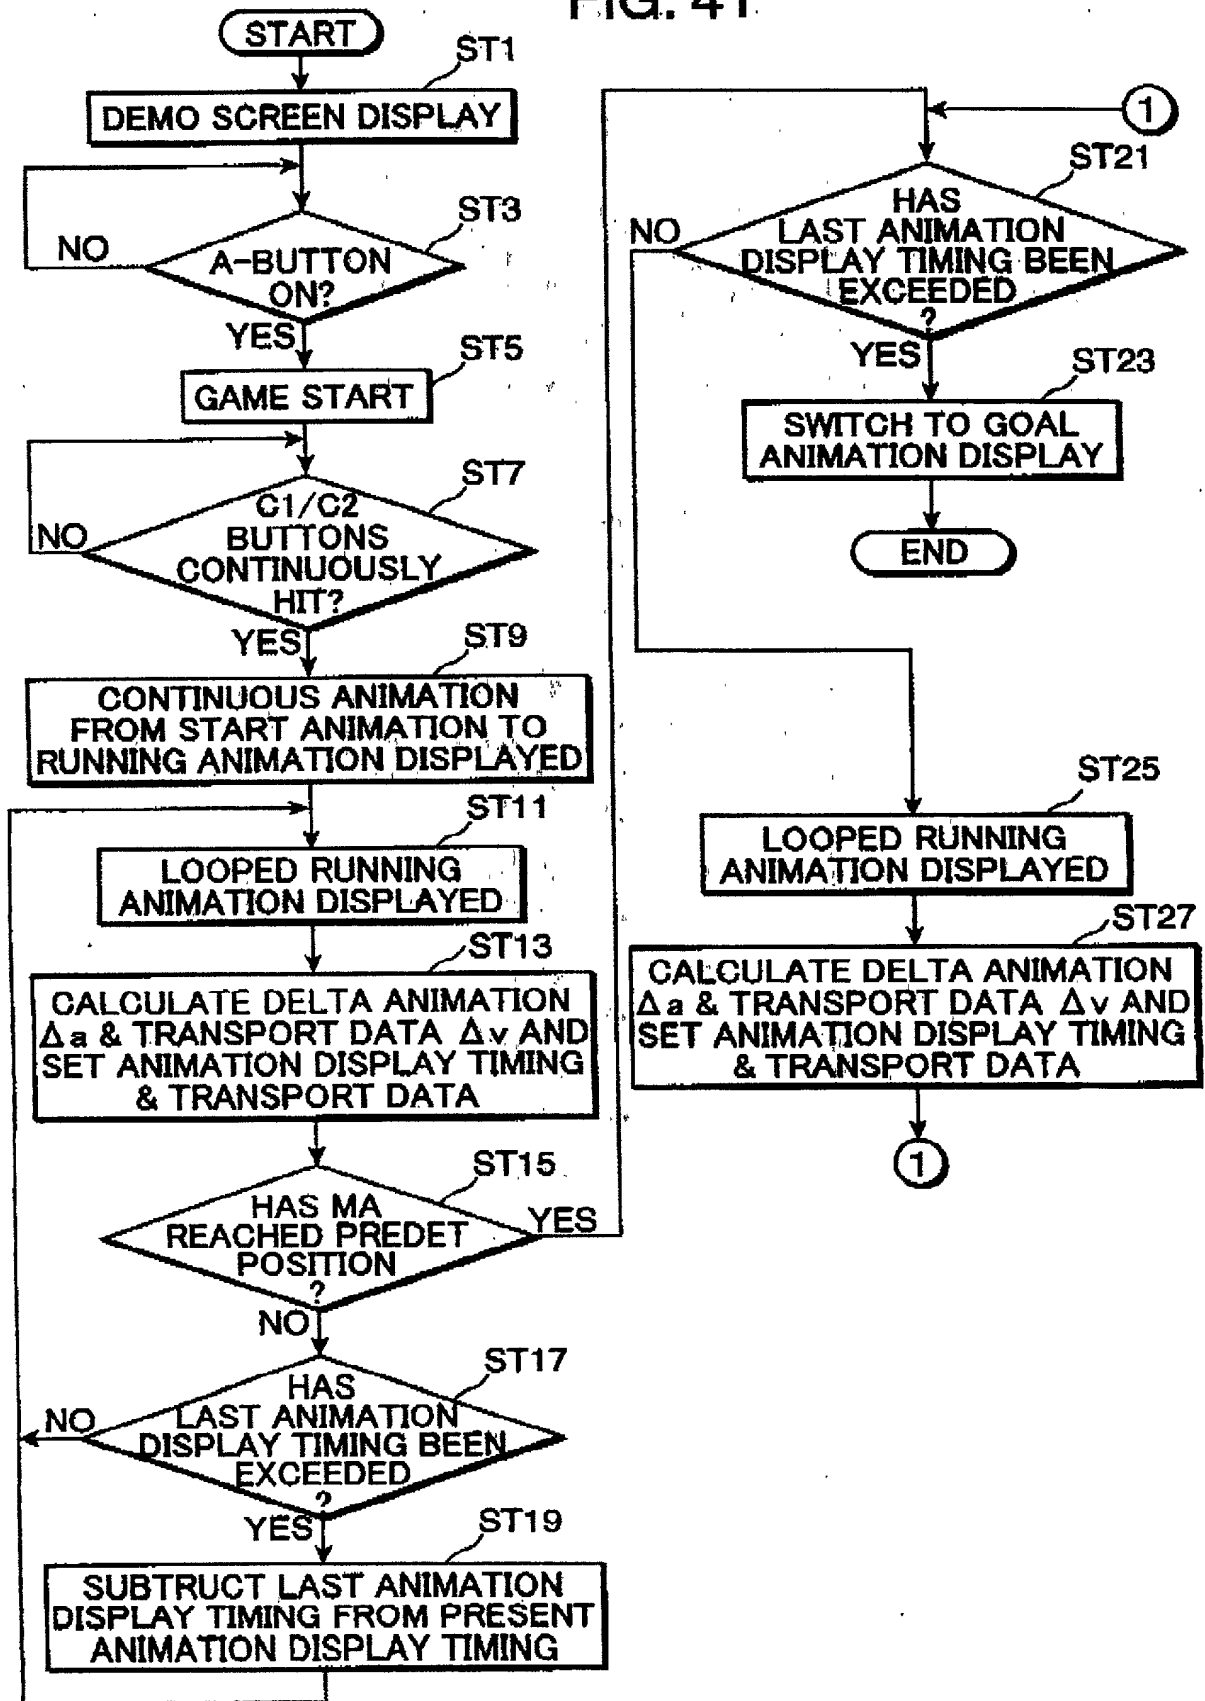 FIG. 41
START
ST1
DEMO SCREEN DISPLAY
ST3
NO
A-BUTTON
ON?
YES
ST5
GAME START
ST7
NO
C1/C2
BUTTONS
CONTINUOUSLY
HIT?
YES
ST9
CONTINUOUS ANIMATION
FROM START ANIMATION TO
RUNNING ANIMATION DISPLAYED
ST11
LOOPED RUNNING
ANIMATION DISPLAYED
ST13
CALCULATE DELTA ANIMATION
Δa & TRANSPORT DATA Δv AND
SET ANIMATION DISPLAY TIMING
& TRANSPORT DATA
ST15
HAS MA
REACHED PREDET
POSITION
?
YES
NO
ST17
NO
HAS
LAST ANIMATION
DISPLAY TIMING BEEN
EXCEEDED
?
YES
ST19
SUBTRUCT LAST ANIMATION
DISPLAY TIMING FROM PRESENT
ANIMATION DISPLAY TIMING
1
ST21
NO
HAS
LAST ANIMATION
DISPLAY TIMING BEEN
EXCEEDED
?
YES
ST23
SWITCH TO GOAL
ANIMATION DISPLAY
END
ST25
LOOPED RUNNING
ANIMATION DISPLAYED
ST27
CALCULATE DELTA ANIMATION
Δa & TRANSPORT DATA Δv AND
SET ANIMATION DISPLAY TIMING
& TRANSPORT DATA
1